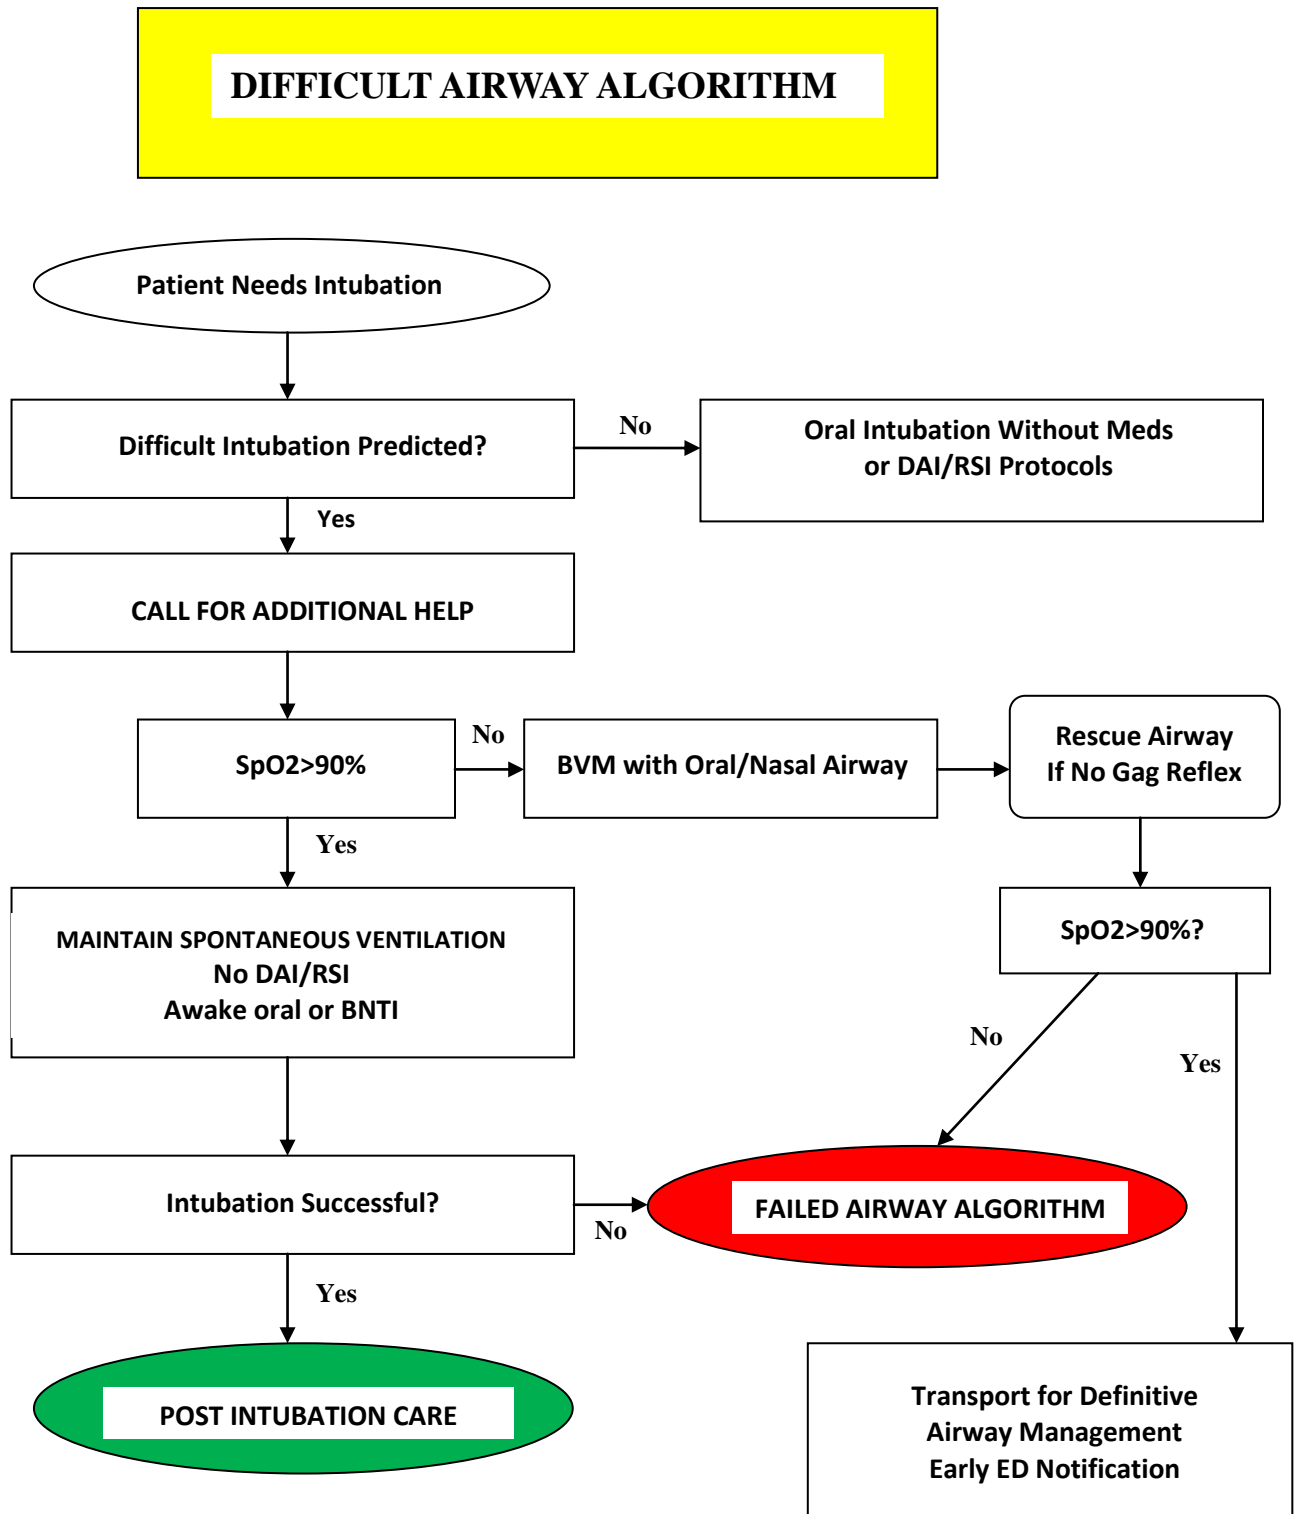 DIFFICULT AIRWAY ALGORITHM
Patient Needs Intubation
Difficult Intubation Predicted?
No
Oral Intubation Without Meds
or DAI/RSI Protocols
Yes
CALL FOR ADDITIONAL HELP
SpO2>90%
No
BVM with Oral/Nasal Airway
Rescue Airway
If No Gag Reflex
Yes
MAINTAIN SPONTANEOUS VENTILATION
No DAI/RSI
Awake oral or BNTI
SpO2>90%?
No
Yes
Intubation Successful?
No
FAILED AIRWAY ALGORITHM
Yes
POST INTUBATION CARE
Transport for Definitive
Airway Management
Early ED Notification